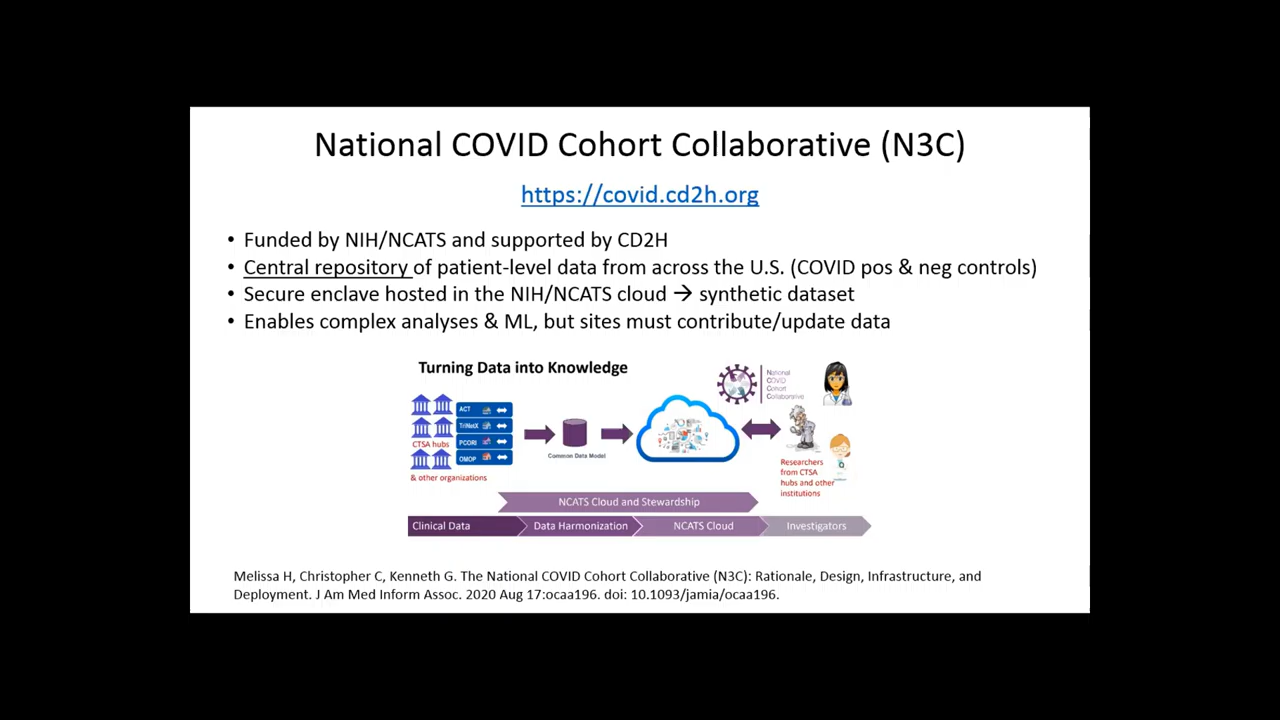 National COVID Cohort Collaborative (N3C)
https://covid.cd2h.org
• Funded by NIH/NCATS and supported by CD2H
• Central repository of patient-level data from across the U.S. (COVID pos & neg controls)
• Secure enclave hosted in the NIH/NCATS cloud → synthetic dataset
• Enables complex analyses & ML, but sites must contribute/update data
Turning Data into Knowledge
National
COVID
Cohort
Collaborative
ACT
TriNetX
CTSA hubs
PCORI
OMOP
Common Data Model
& other organizations
Researchers
from CTSA
hubs and other
institutions
NCATS Cloud and Stewardship
Clinical Data
Data Harmonization
NCATS Cloud
Investigators
Melissa H, Christopher C, Kenneth G. The National COVID Cohort Collaborative (N3C): Rationale, Design, Infrastructure, and
Deployment. J Am Med Inform Assoc. 2020 Aug 17:ocaa196. doi: 10.1093/jamia/ocaa196.